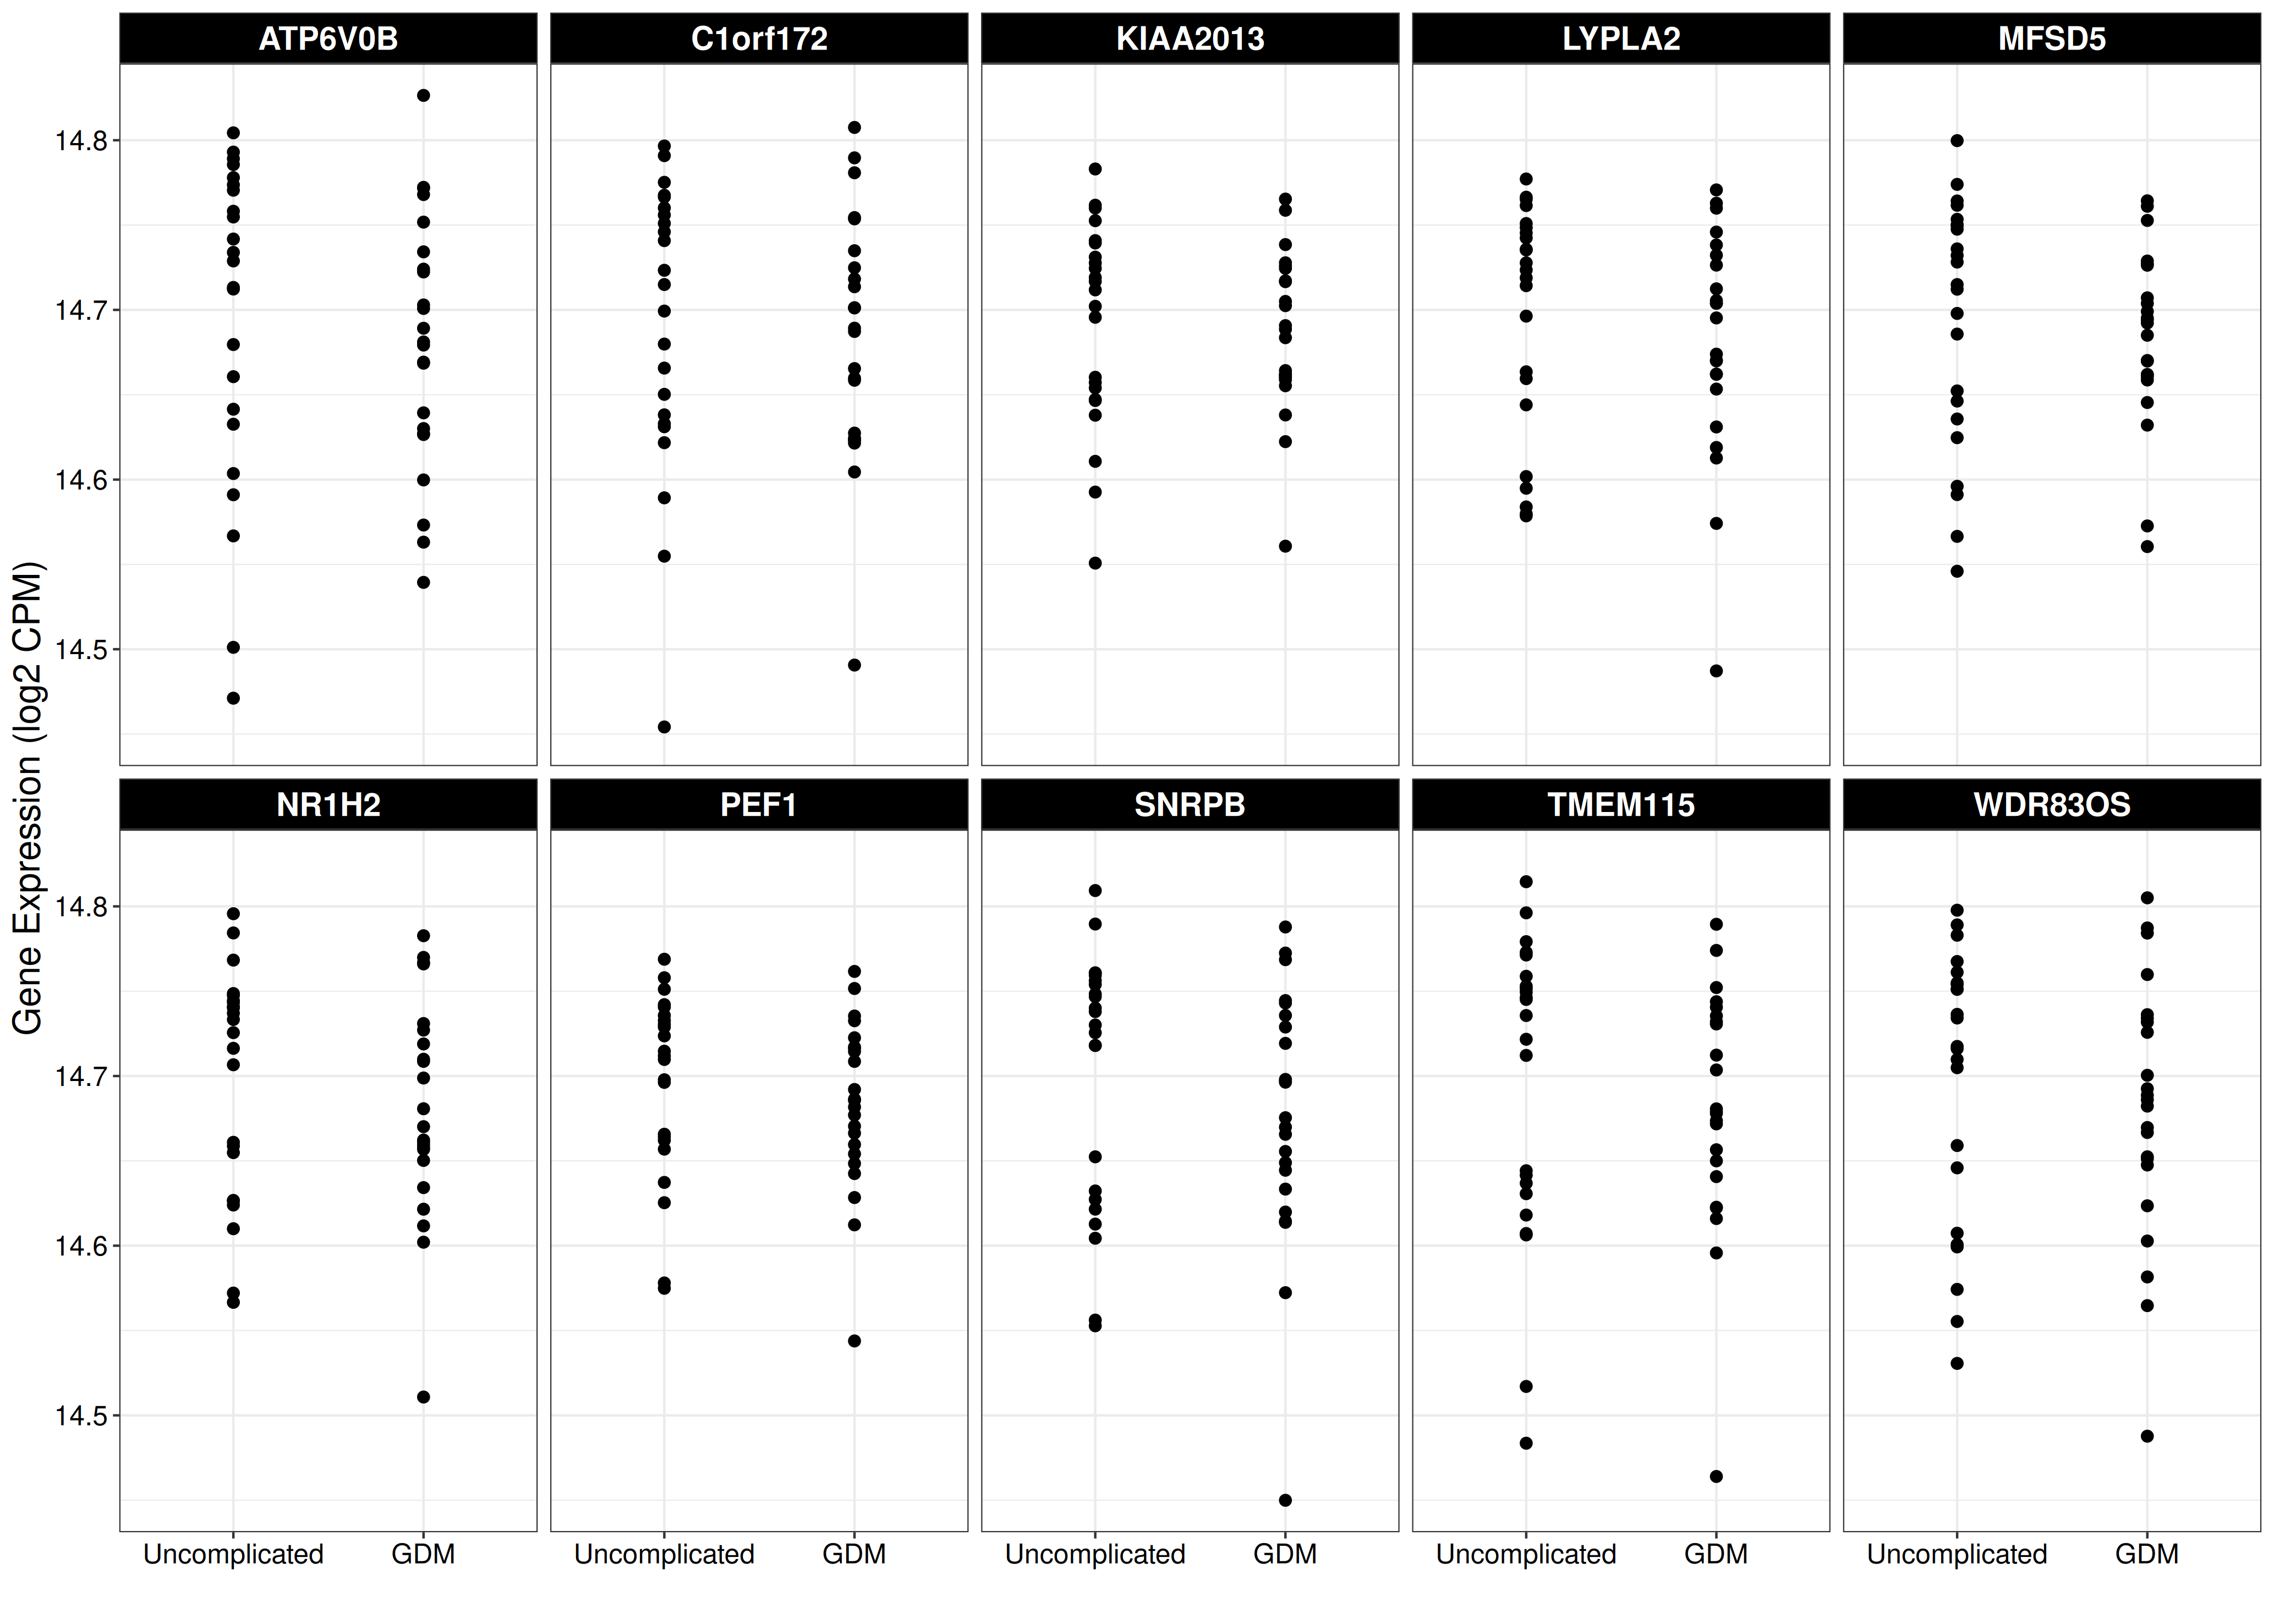 ATP6V0B C1orf172 KIAA2013 LYPLA2 MFSD5
14.8
14.7
14.6
14.5
Gene Expression (log2 CPM)
NR1H2 PEF1 SNRPB TMEM115 WDR83OS
14.8
14.7
14.6
14.5
Uncomplicated GDM Uncomplicated GDM Uncomplicated GDM Uncomplicated GDM Uncomplicated GDM